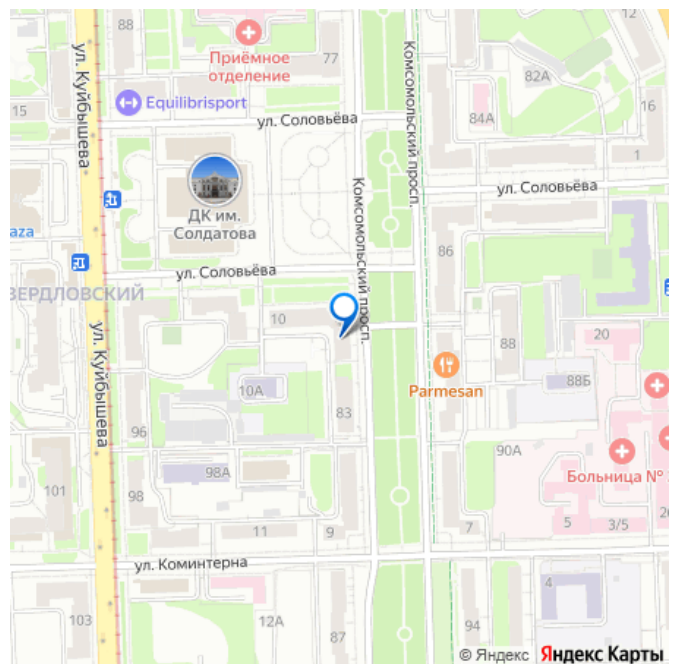 88
77
Приёмное
отделение
Комсомольский просп.
12
82А
15
Equilibrisport
84А
16
ул. Соловьёва
ул. Куйбышева
1
ул. Соловьёва
Комсомольский просп.
ДК им.
Солдатова
aza
86
ул. Соловьёва
ВЕРДЛОВСКИЙ
10
ул. Куйбышева
88
20
10А
Parmesan
88Б
83
96
90А
98А
Больница №
101
98
11
9
7
5
3/5
ул. Коминтерна
4
103
12А
87
94
© Яндекс Яндекс Карты